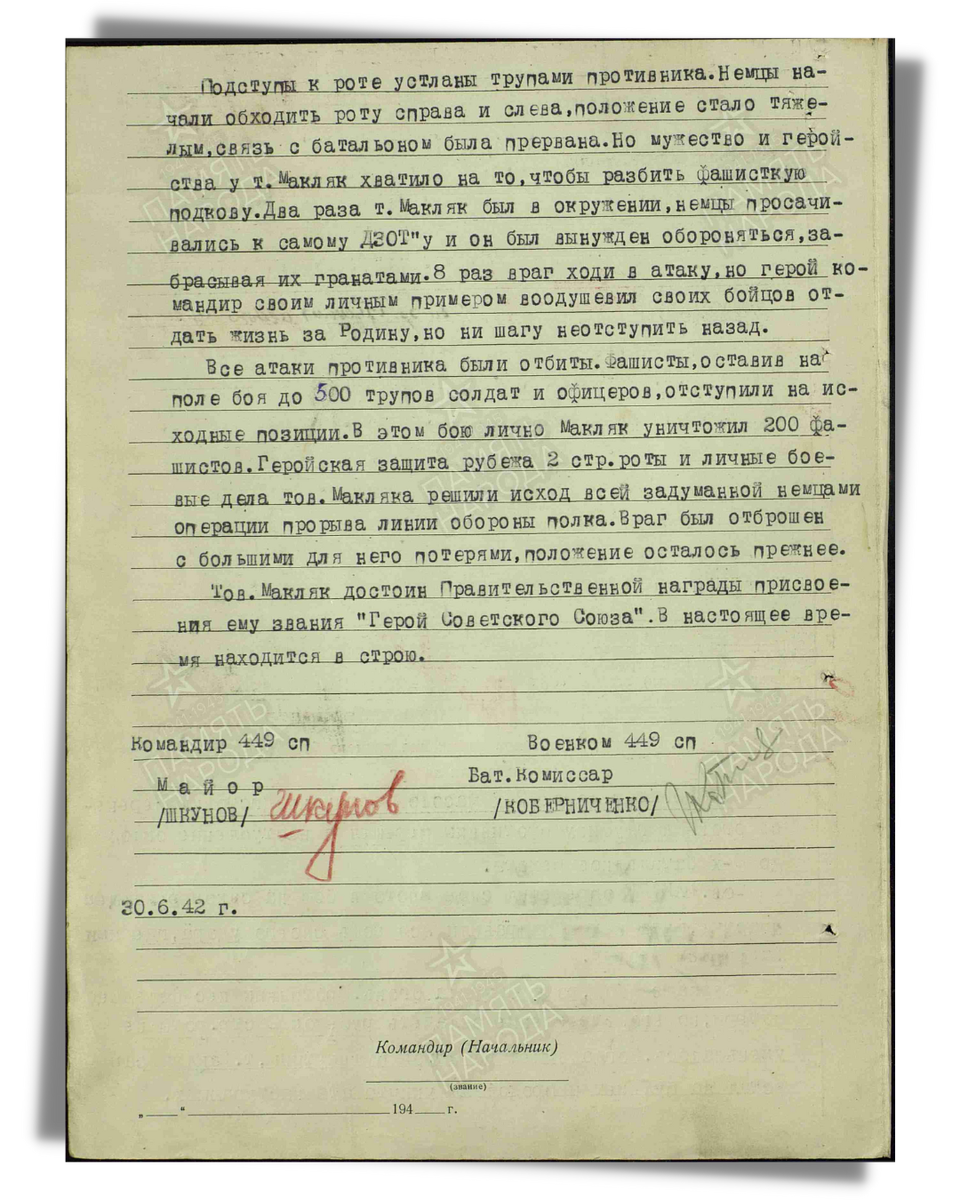 Подступы к роте устланы трупами противника.Немцы на-
чали обходить роту справа и слева,положение стало тяже-
лым,связь с батальоном была прервана.Но мужество и герой-
ства у т. Макляк хватило на то,чтобы разбить фашисткую
подкову.Два раза т. Макляк был в окружении,немцы просачи-
вались к самому ДЗОТ"у и он был вынужден обороняться,за-
брасывая их гранатами.8 раз враг ходи в атаку,но герой ко-
мандир своим личным примером воодушевил своих бойцов от-
дать жизнь за Родину,но ни шагу неотступить назад.
Все атаки противника были отбиты.Фашисты,оставив на
поле боя до 500 трупов солдат и офицеров,отступили на ис-
ходные позиции.В этом бою лично Макляк уничтожил 200 фа-
шистов.Геройская защита рубежа 2 стр.роты и личные бое-
вые дела тов. Макляка решили исход всей задуманной немцами
операции прорыва линии обороны полка.Враг был отброшен
с большими для него потерями,положение осталось прежнее.
Тов. Макляк достоин Правительственной награды присвое-
ния ему звания "Герой Советского Союза".В настоящее вре-
мя находится в строю.
Командир 449 сп Военком 449 сп
Майор Бат.Комиссар
/ШКУНОВ/ Шкунов /КОБЕРНИЧЕНКО/
30.6.42 г.
Командир (Начальник)
(звание)
„___“ ______ 194__ г.
ПАМЯТЬ
НАРОДА